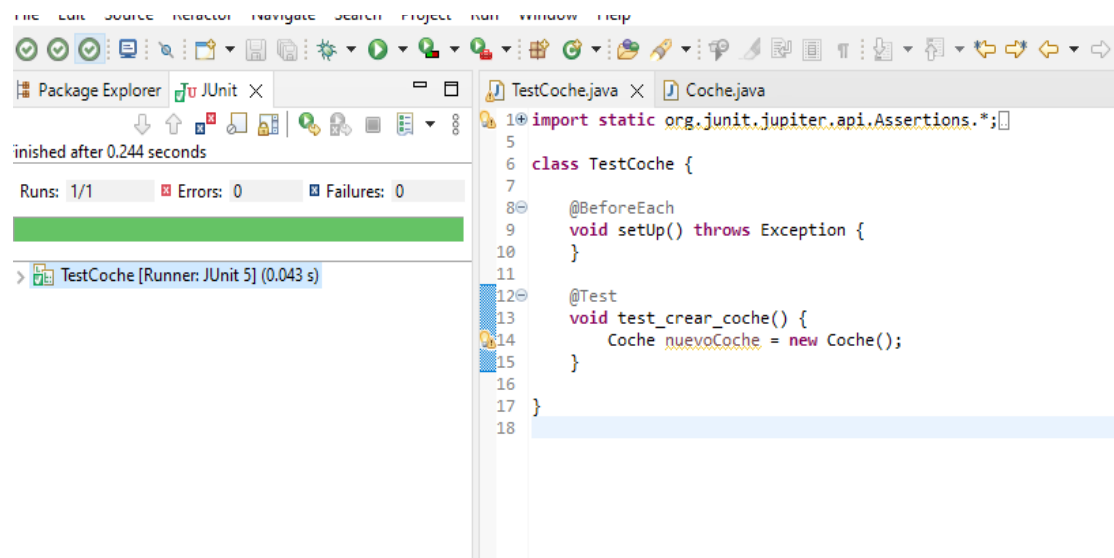 File Edit Source Refactor Navigate Search Project Run Window Help
Package Explorer JUnit
inished after 0.244 seconds
Runs: 1/1 Errors: 0 Failures: 0
TestCoche [Runner: JUnit 5] (0.043 s)
TestCoche.java Coche.java
1 import static org.junit.jupiter.api.Assertions.*;
5
6 class TestCoche {
7
8 @BeforeEach
9 void setUp() throws Exception {
10 }
11
12 @Test
13 void test_crear_coche() {
14 Coche nuevoCoche = new Coche();
15 }
16
17 }
18